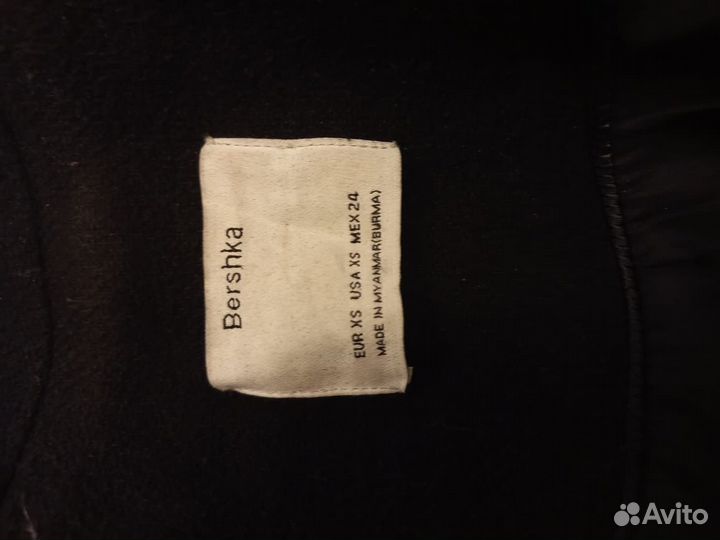 Bershka
EUR XS USA XS MEX 24
MADE IN MYANMAR(BURMA)
Avito